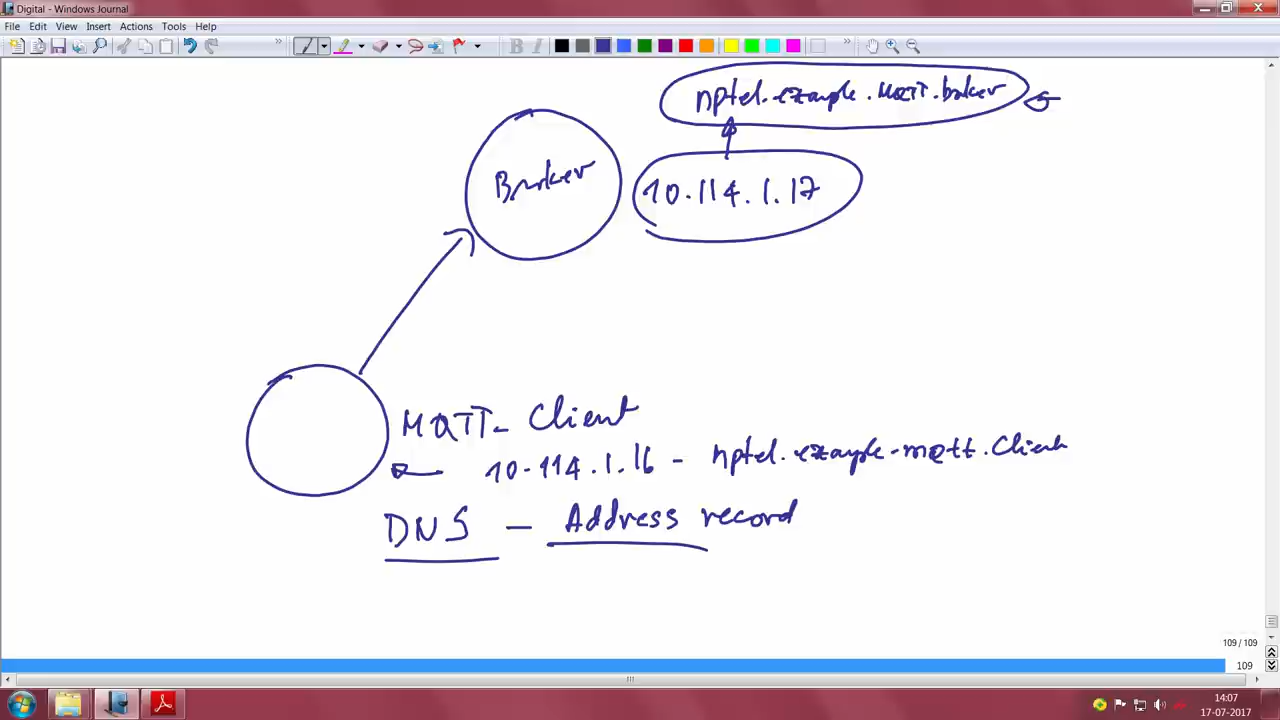 Digital - Windows Journal
File Edit View Insert Actions Tools Help
nptel.example.MQTT.broker
Broker
10.114.1.17
MQTT- Client
10.114.1.16 - nptel.example-mqtt.Client
DNS - Address record
109 / 109
109
14:07
17-07-2017